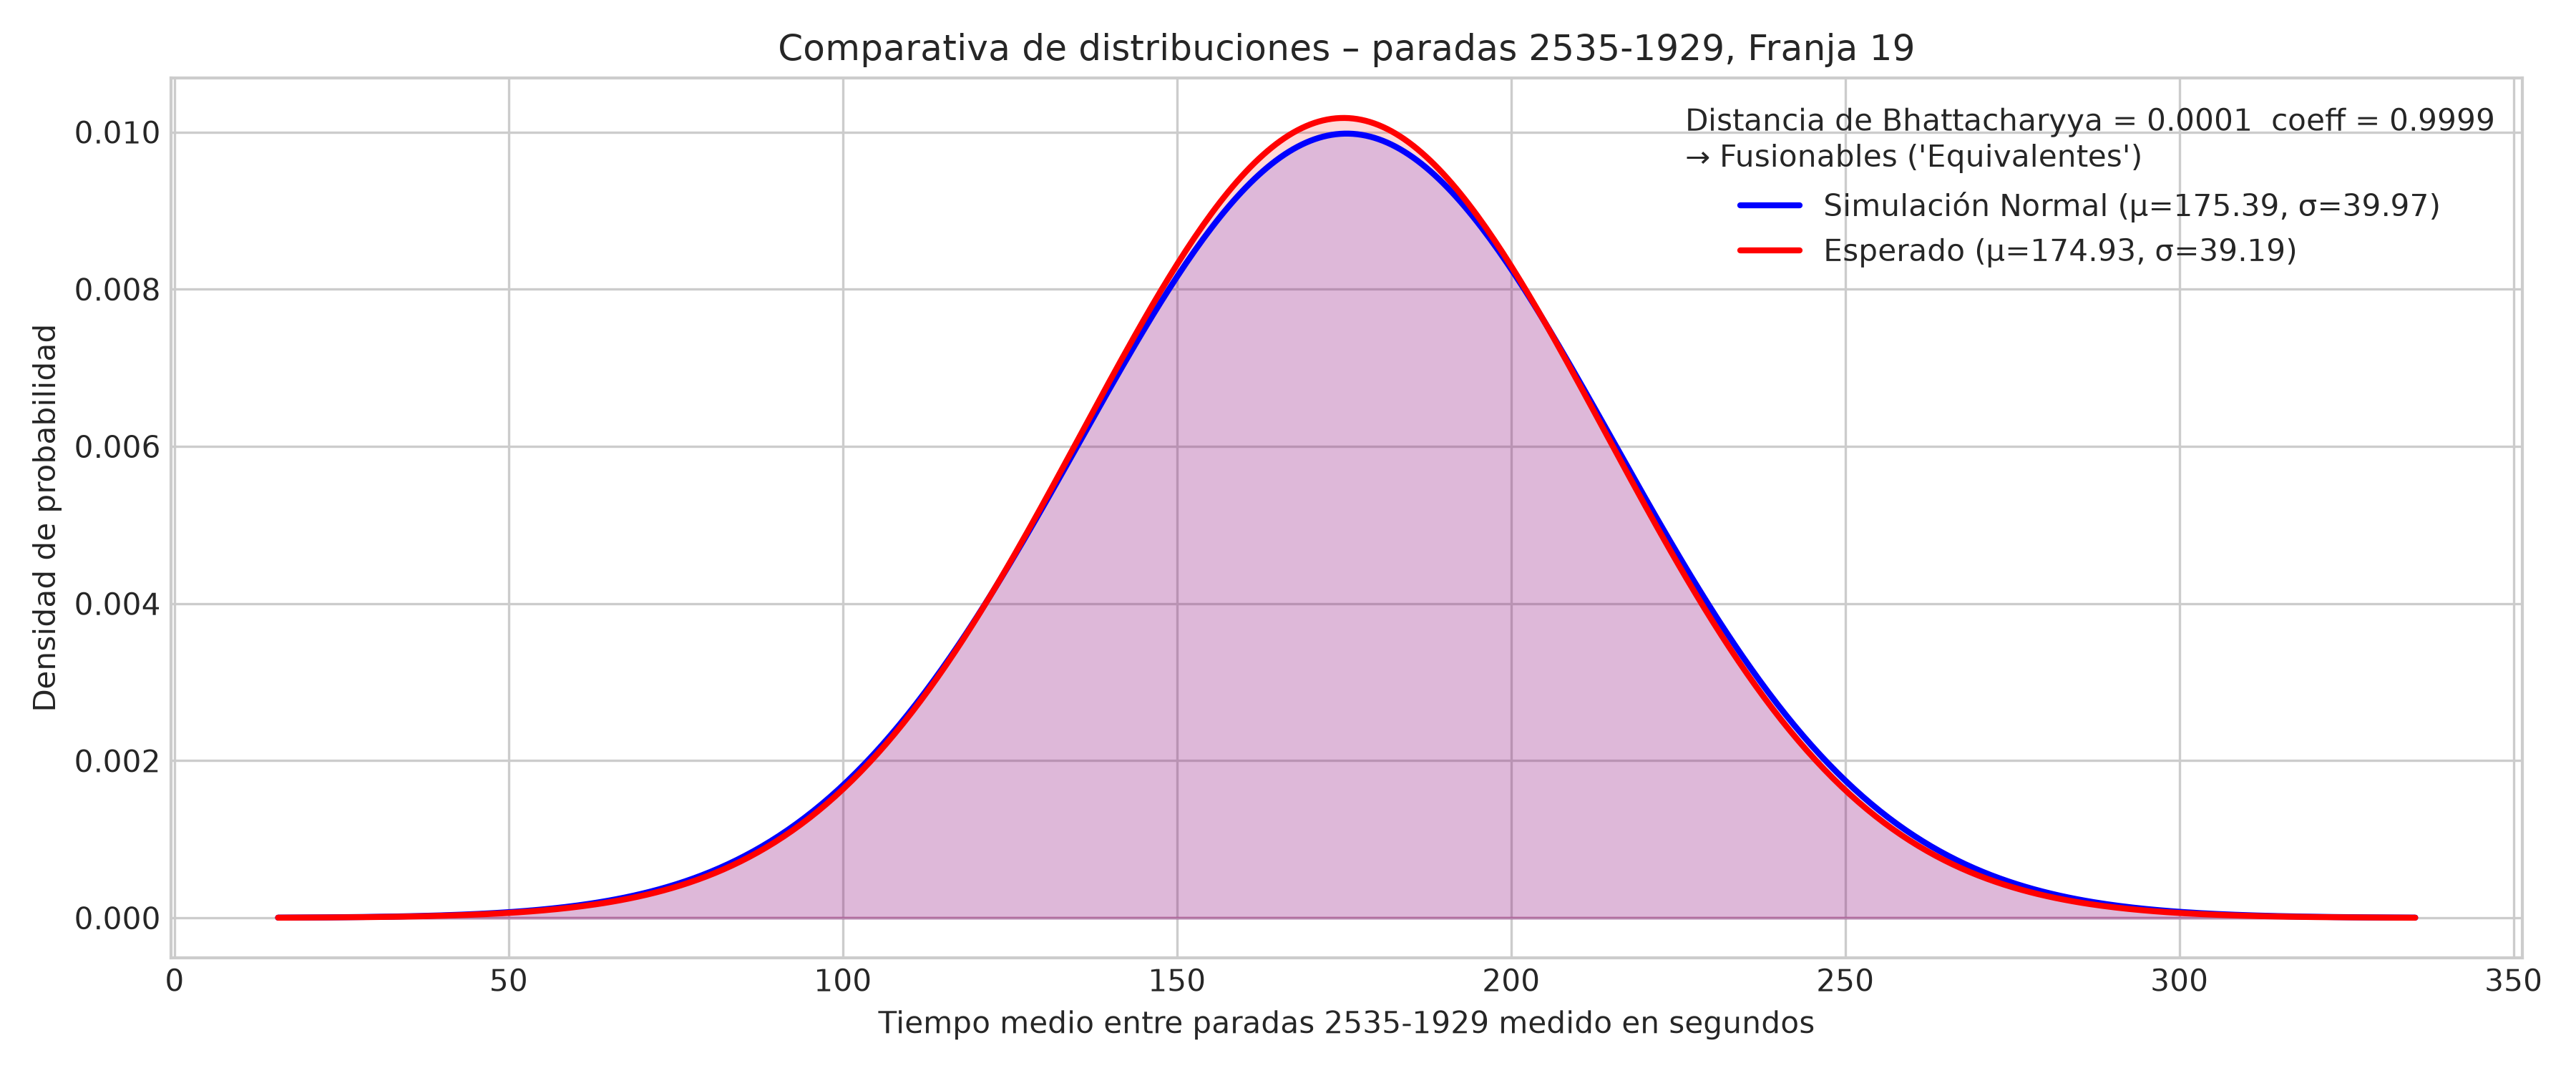 Comparativa de distribuciones – paradas 2535-1929, Franja 19
Distancia de Bhattacharyya = 0.0001  coeff = 0.9999
→ Fusionables ('Equivalentes')
Simulación Normal (μ=175.39, σ=39.97)
Esperado (μ=174.93, σ=39.19)
Densidad de probabilidad
0.010
0.008
0.006
0.004
0.002
0.000
0 50 100 150 200 250 300 350
Tiempo medio entre paradas 2535-1929 medido en segundos